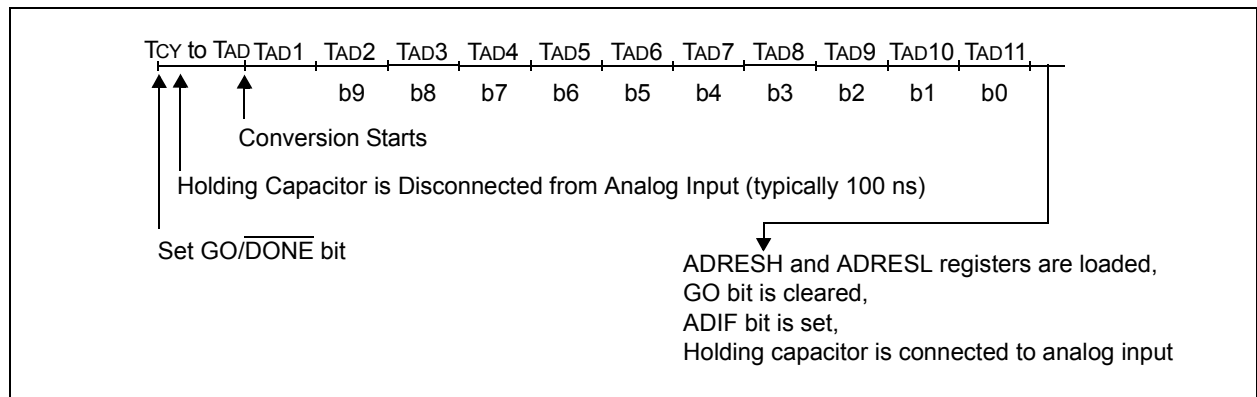 TCY to TAD TAD1 TAD2 TAD3 TAD4 TAD5 TAD6 TAD7 TAD8 TAD9 TAD10 TAD11
b9 b8 b7 b6 b5 b4 b3 b2 b1 b0
Conversion Starts
Holding Capacitor is Disconnected from Analog Input (typically 100 ns)
Set GO/DONE bit
ADRESH and ADRESL registers are loaded,
GO bit is cleared,
ADIF bit is set,
Holding capacitor is connected to analog input